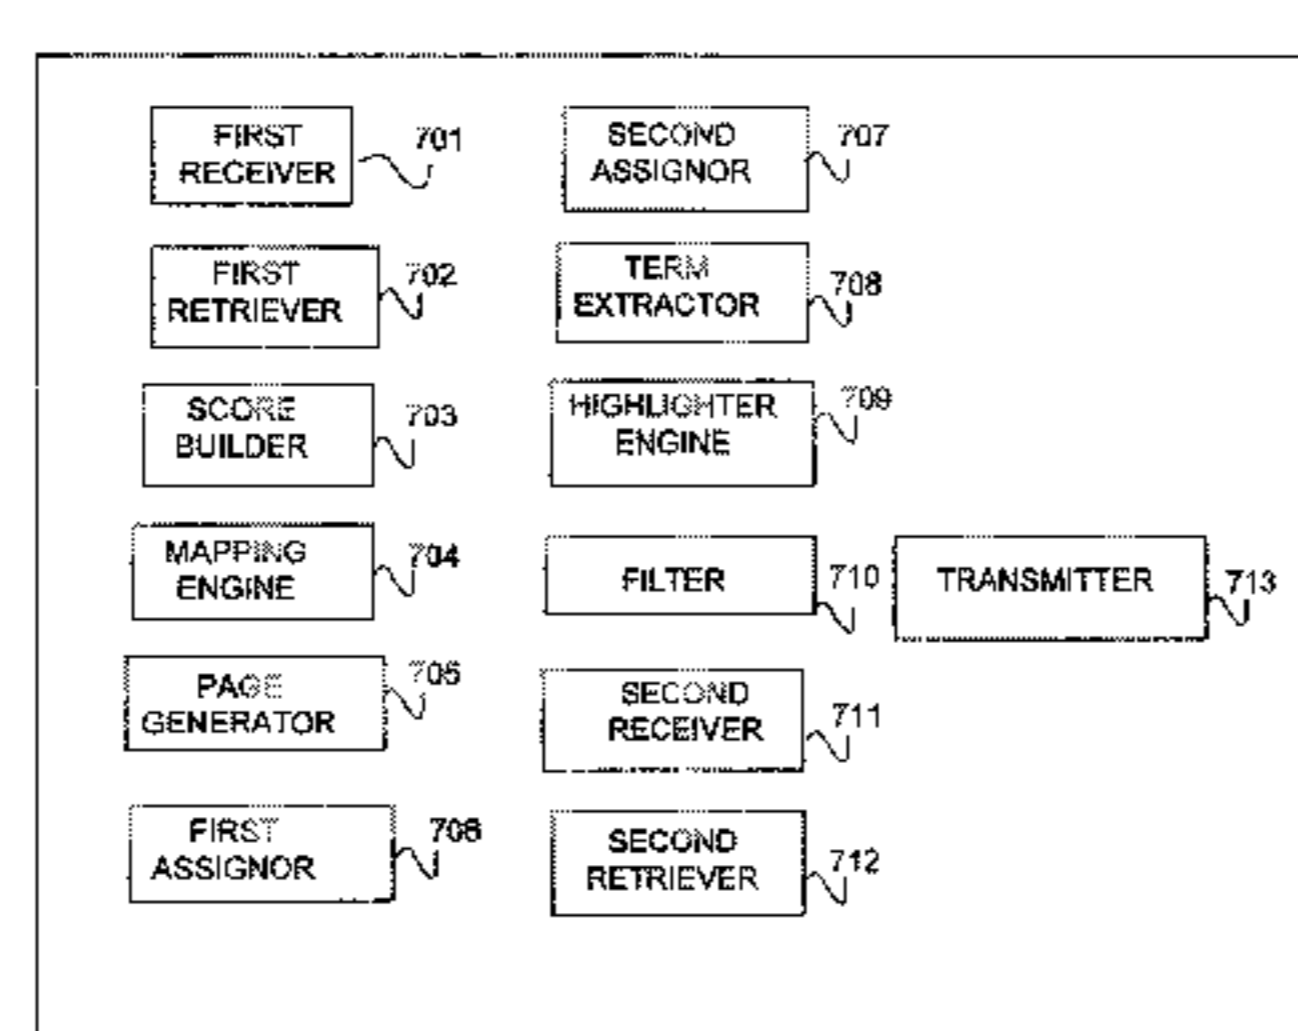 FIRST
RECEIVER
701
FIRST
RETRIEVER
702
SCORE
BUILDER
703
MAPPING
ENGINE
704
PAGE
GENERATOR
705
FIRST
ASSIGNOR
706
SECOND
ASSIGNOR
707
TERM
EXTRACTOR
708
HIGHLIGHTER
ENGINE
709
FILTER
710
SECOND
RECEIVER
711
SECOND
RETRIEVER
712
TRANSMITTER
713